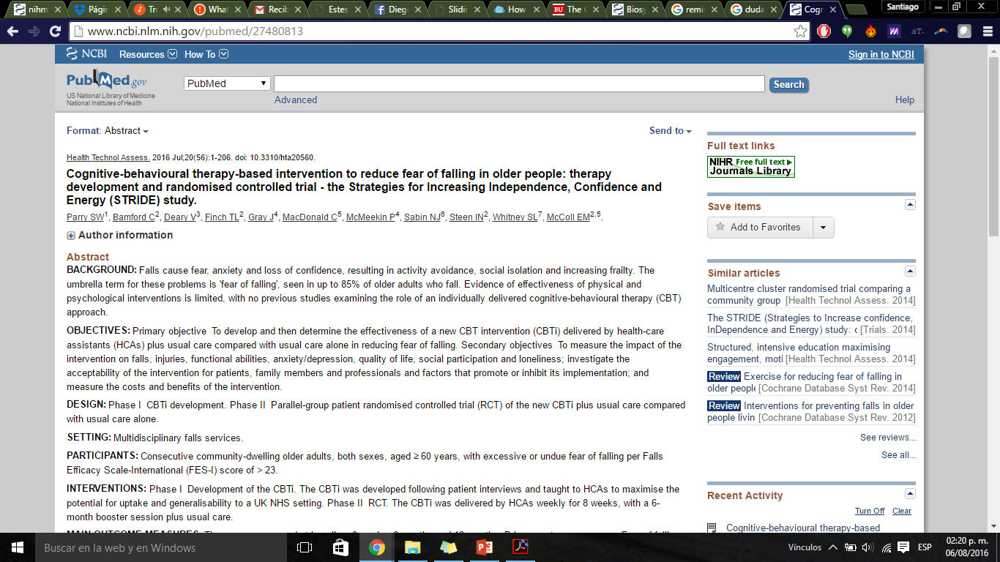 nihm
Págin
Tr
What
Recib
Estes
Dieg
Slidin
How
The (
Biosy
remis
duda
Cogn
Santiago
www.ncbi.nlm.nih.gov/pubmed/27480813
NCBI Resources How To Sign in to NCBI
PubMed.gov
US National Library of Medicine
National Institutes of Health
PubMed
Search
Advanced
Help
Format: Abstract
Send to
Health Technol Assess. 2016 Jul;20(56):1-206. doi: 10.3310/hta20560.
Cognitive-behavioural therapy-based intervention to reduce fear of falling in older people: therapy
development and randomised controlled trial - the Strategies for Increasing Independence, Confidence and
Energy (STRIDE) study.
Parry SW1, Bamford C2, Deary V3, Finch TL2, Gray J4, MacDonald C5, McMeekin P4, Sabin NJ6, Steen IN2, Whitney SL7, McColl EM2,5.
Author information
Abstract
BACKGROUND: Falls cause fear, anxiety and loss of confidence, resulting in activity avoidance, social isolation and increasing frailty. The
umbrella term for these problems is 'fear of falling', seen in up to 85% of older adults who fall. Evidence of effectiveness of physical and
psychological interventions is limited, with no previous studies examining the role of an individually delivered cognitive-behavioural therapy (CBT)
approach.
OBJECTIVES: Primary objective To develop and then determine the effectiveness of a new CBT intervention (CBTi) delivered by health-care
assistants (HCAs) plus usual care compared with usual care alone in reducing fear of falling. Secondary objectives To measure the impact of the
intervention on falls, injuries, functional abilities, anxiety/depression, quality of life, social participation and loneliness; investigate the
acceptability of the intervention for patients, family members and professionals and factors that promote or inhibit its implementation; and
measure the costs and benefits of the intervention.
DESIGN: Phase I CBTi development. Phase II Parallel-group patient randomised controlled trial (RCT) of the new CBTi plus usual care compared
with usual care alone.
SETTING: Multidisciplinary falls services.
PARTICIPANTS: Consecutive community-dwelling older adults, both sexes, aged ≥ 60 years, with excessive or undue fear of falling per Falls
Efficacy Scale-International (FES-I) score of > 23.
INTERVENTIONS: Phase I Development of the CBTi. The CBTi was developed following patient interviews and taught to HCAs to maximise the
potential for uptake and generalisability to a UK NHS setting. Phase II RCT. The CBTi was delivered by HCAs weekly for 8 weeks, with a 6-
month booster session plus usual care.
Full text links
NIHR Free full text
Journals Library
Save items
Add to Favorites
Similar articles
Multicentre cluster randomised trial comparing a
community group [Health Technol Assess. 2014]
The STRIDE (Strategies to Increase confidence,
InDependence and Energy) study: c [Trials. 2014]
Structured, intensive education maximising
engagement, moti [Health Technol Assess. 2014]
Review Exercise for reducing fear of falling in
older people [Cochrane Database Syst Rev. 2014]
Review Interventions for preventing falls in older
people livin [Cochrane Database Syst Rev. 2012]
See reviews...
See all...
Recent Activity
Turn Off Clear
Cognitive-behavioural therapy-based
Buscar en la web y en Windows
Vínculos
ESP
02:20 p. m.
06/08/2016